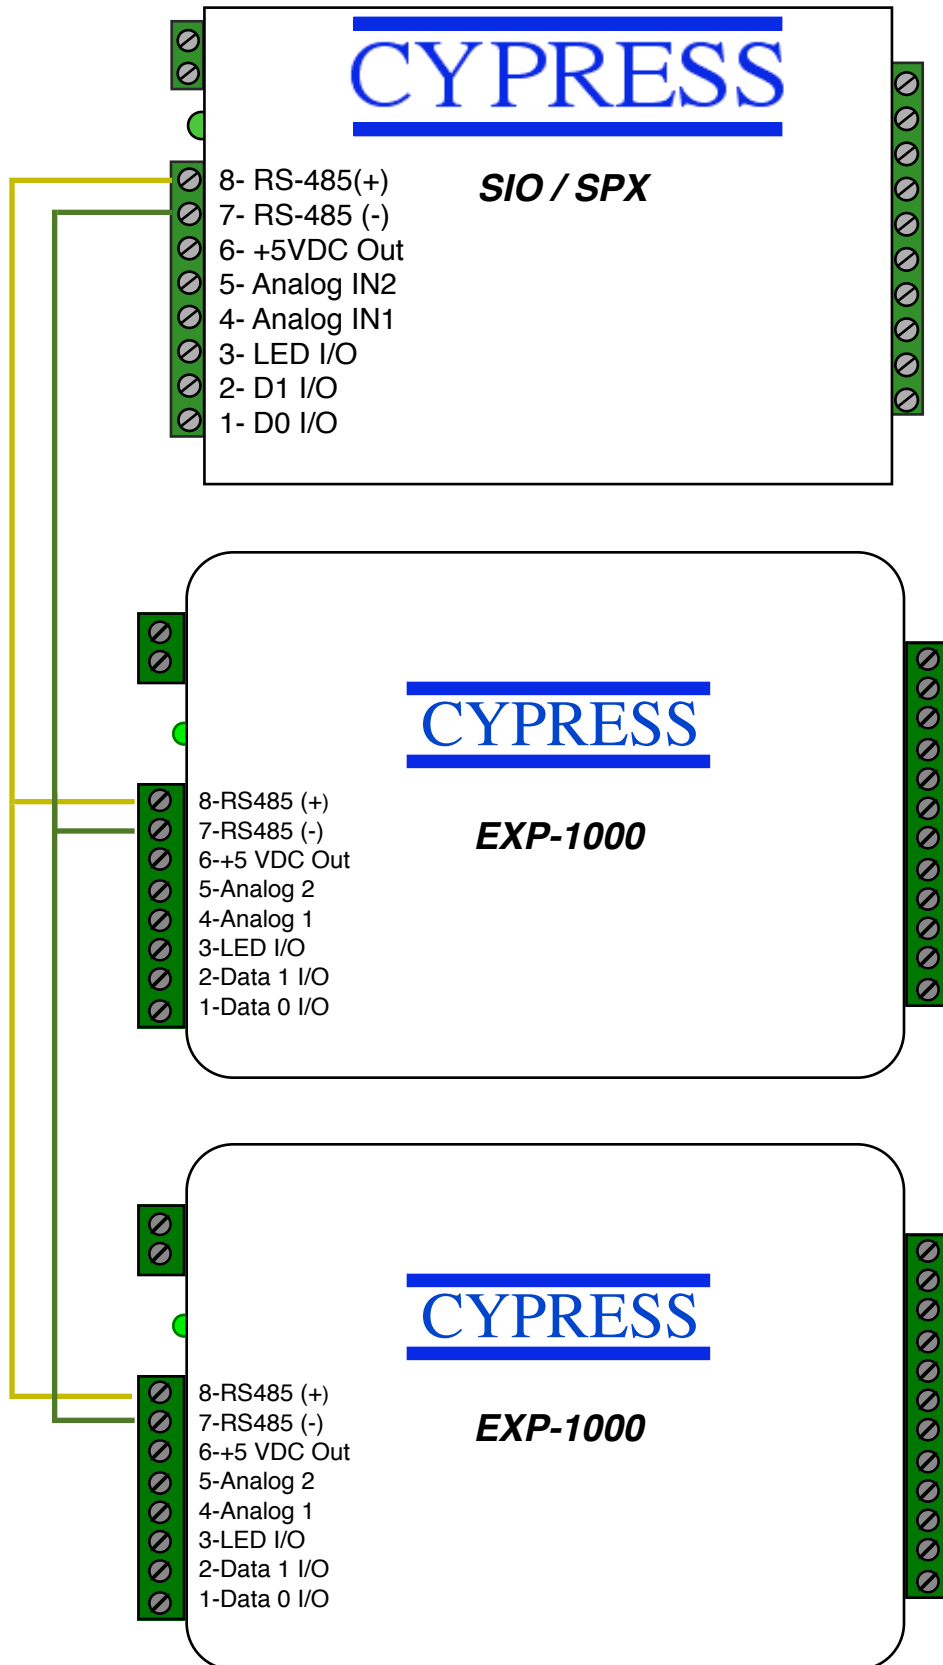 CYPRESS
SIO / SPX
8- RS-485(+)
7- RS-485 (-)
6- +5VDC Out
5- Analog IN2
4- Analog IN1
3- LED I/O
2- D1 I/O
1- D0 I/O
CYPRESS
EXP-1000
8-RS485 (+)
7-RS485 (-)
6-+5 VDC Out
5-Analog 2
4-Analog 1
3-LED I/O
2-Data 1 I/O
1-Data 0 I/O
CYPRESS
EXP-1000
8-RS485 (+)
7-RS485 (-)
6-+5 VDC Out
5-Analog 2
4-Analog 1
3-LED I/O
2-Data 1 I/O
1-Data 0 I/O